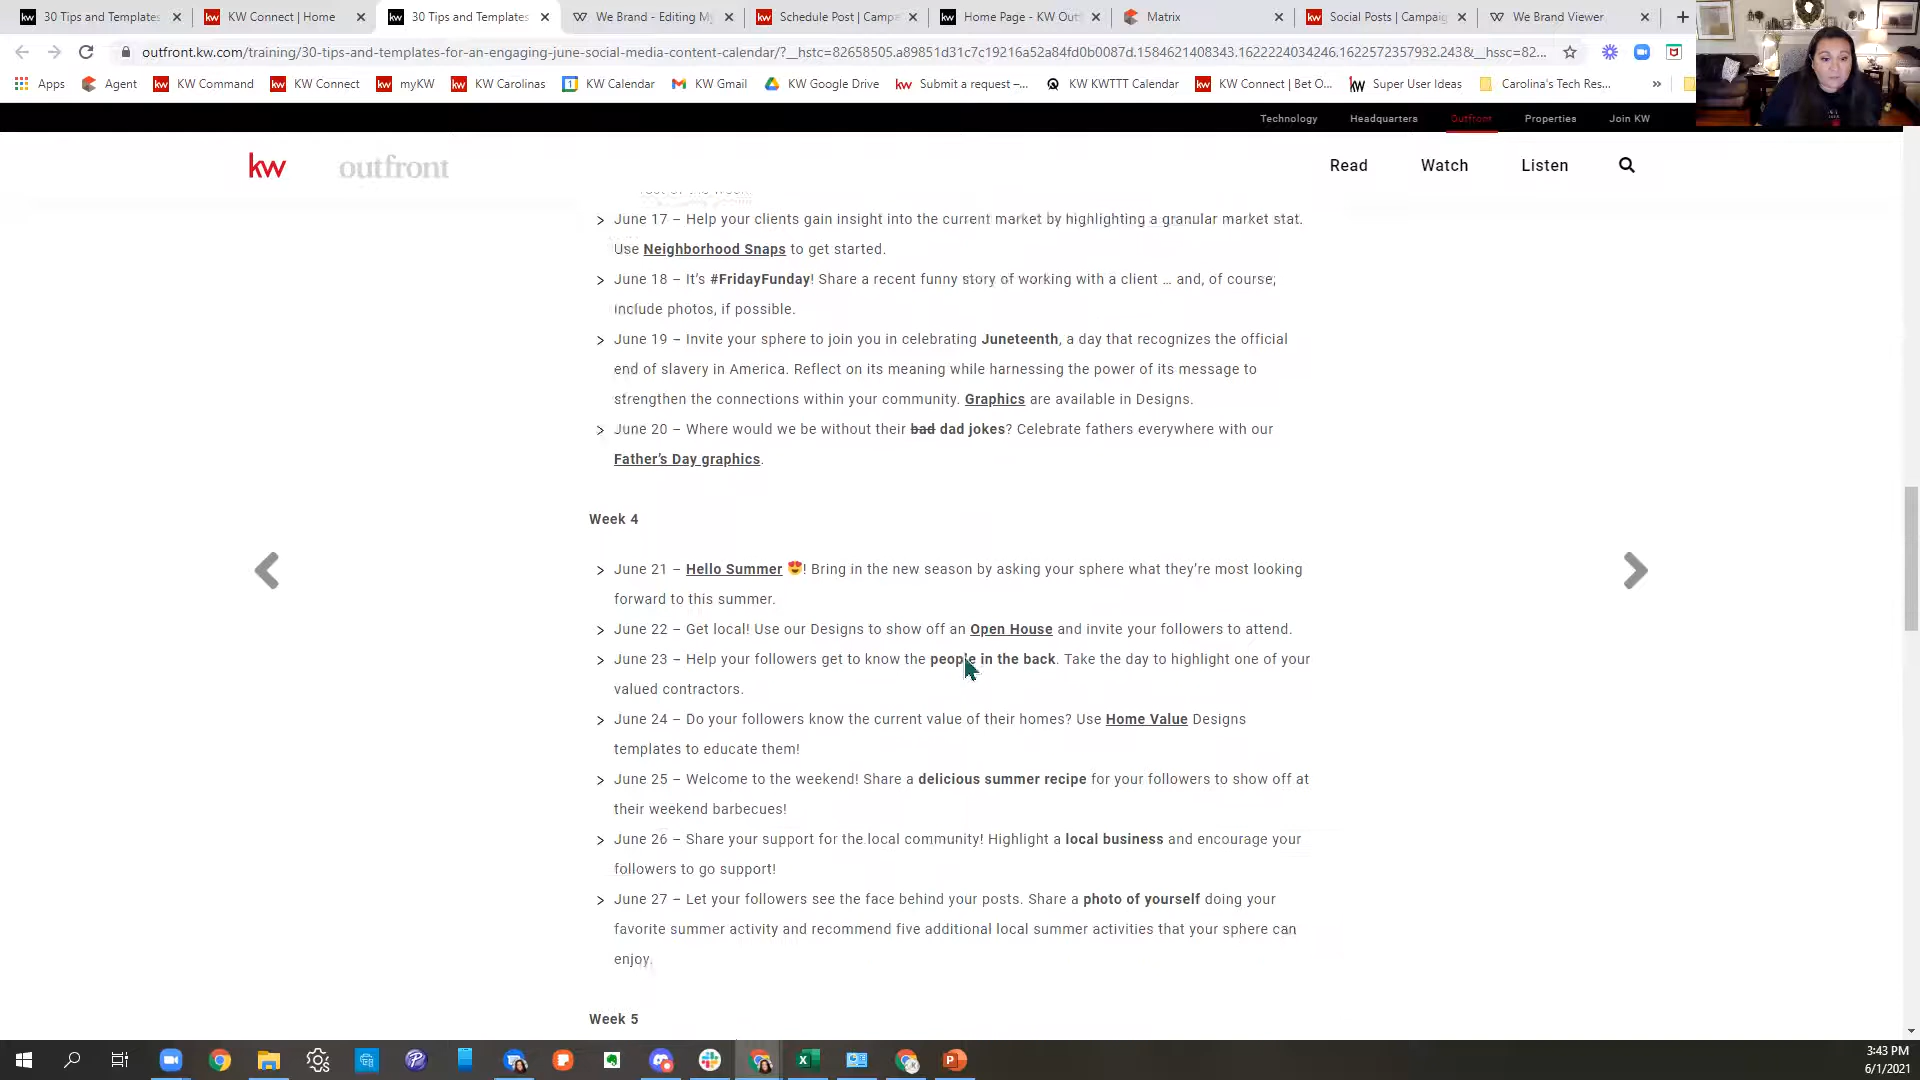 30 Tips and Templates
KW Connect | Home
30 Tips and Templates
We Brand - Editing My
Schedule Post | Campa
Home Page - KW Out
Matrix
Social Posts | Campaig
We Brand Viewer
outfront.kw.com/training/30-tips-and-templates-for-an-engaging-june-social-media-content-calendar/?__hstc=82658505.a89851d31c7c19216a52a84fd0b0087d.1584621408343.1622224034246.1622572357932.243&__hssc=82...
Apps
Agent
KW Command
KW Connect
myKW
KW Carolinas
KW Calendar
KW Gmail
KW Google Drive
Submit a request –...
KW KWTTT Calendar
KW Connect | Bet O...
Super User Ideas
Carolina's Tech Res...
Technology
Headquarters
Outfront
Properties
Join KW
kw outfront
Read
Watch
Listen
June 17 – Help your clients gain insight into the current market by highlighting a granular market stat.
Use Neighborhood Snaps to get started.
June 18 – It's #FridayFunday! Share a recent funny story of working with a client … and, of course,
include photos, if possible.
June 19 – Invite your sphere to join you in celebrating Juneteenth, a day that recognizes the official
end of slavery in America. Reflect on its meaning while harnessing the power of its message to
strengthen the connections within your community. Graphics are available in Designs.
June 20 – Where would we be without their bad dad jokes? Celebrate fathers everywhere with our
Father's Day graphics.
Week 4
June 21 – Hello Summer 😍! Bring in the new season by asking your sphere what they're most looking
forward to this summer.
June 22 – Get local! Use our Designs to show off an Open House and invite your followers to attend.
June 23 – Help your followers get to know the people in the back. Take the day to highlight one of your
valued contractors.
June 24 – Do your followers know the current value of their homes? Use Home Value Designs
templates to educate them!
June 25 – Welcome to the weekend! Share a delicious summer recipe for your followers to show off at
their weekend barbecues!
June 26 – Share your support for the local community! Highlight a local business and encourage your
followers to go support!
June 27 – Let your followers see the face behind your posts. Share a photo of yourself doing your
favorite summer activity and recommend five additional local summer activities that your sphere can
enjoy.
Week 5
3:43 PM
6/1/2021